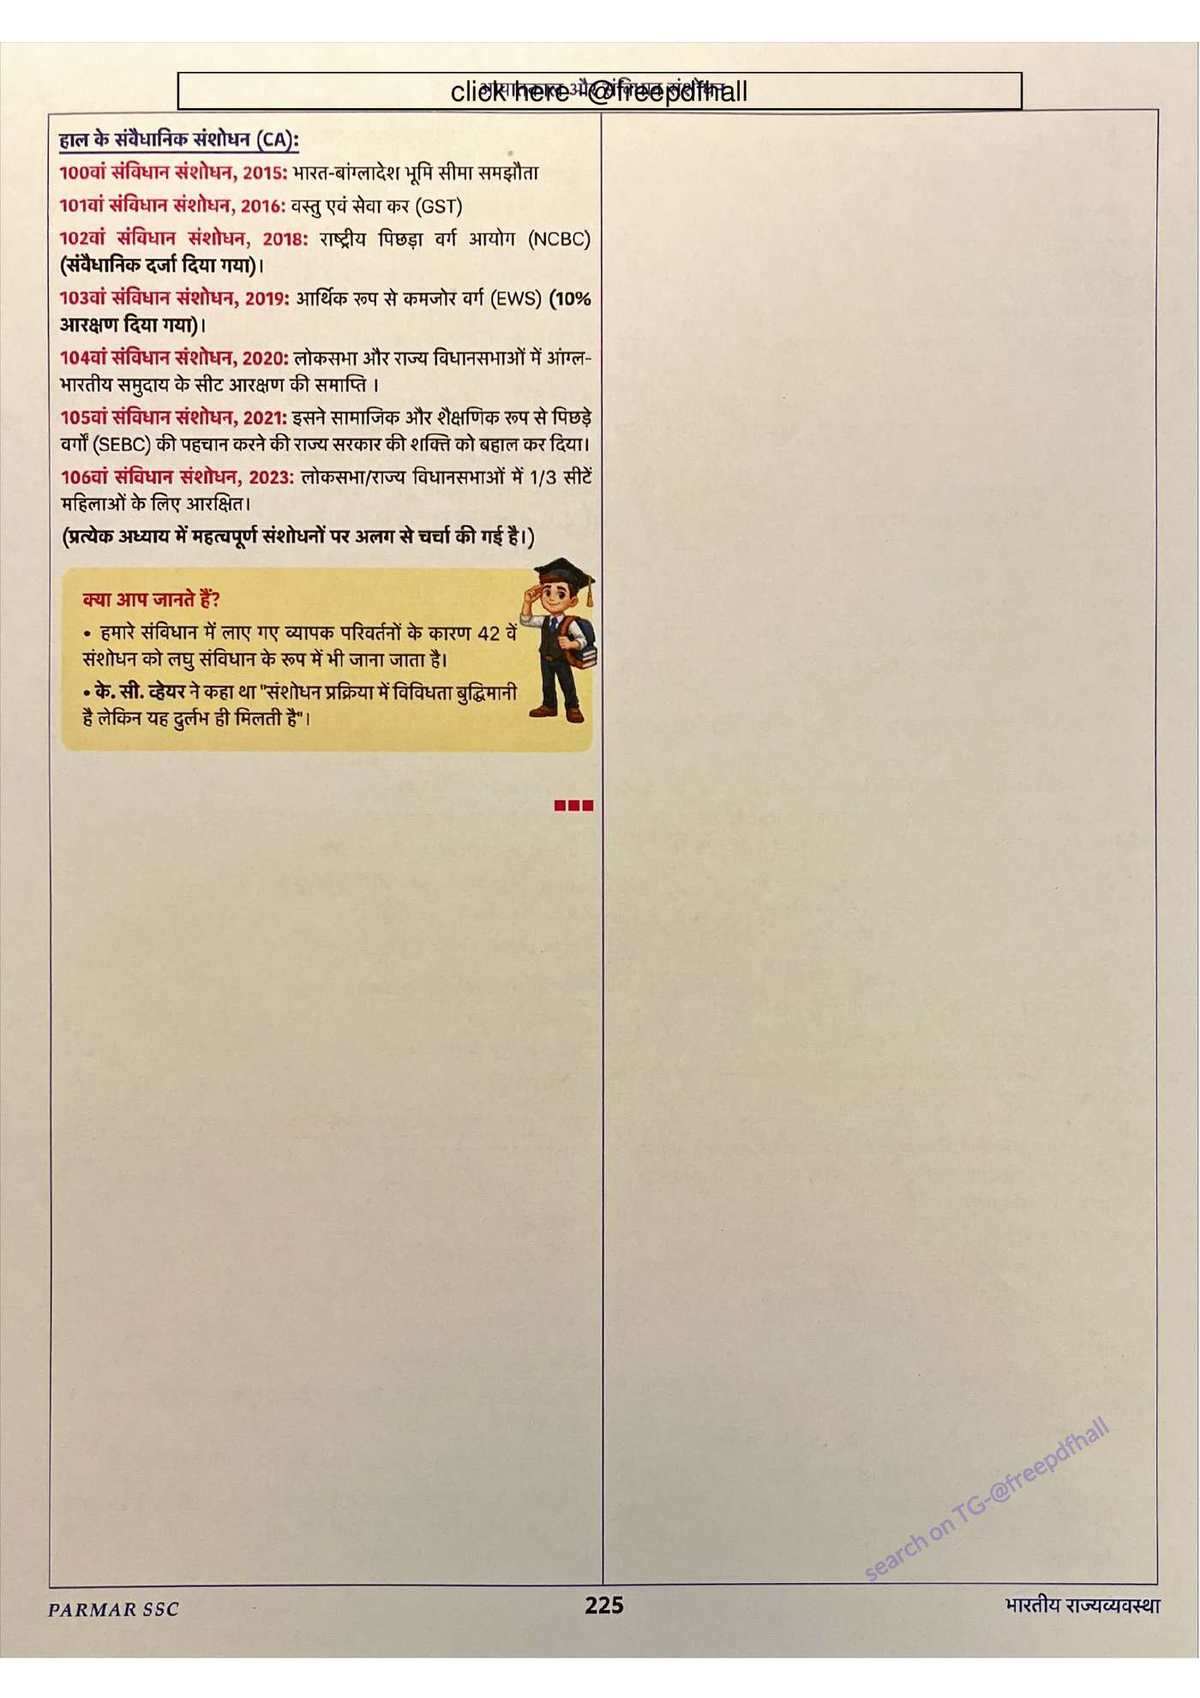 click here -@freepdfhall
आपातकाल और संविधान संशोधन
हाल के संवैधानिक संशोधन (CA):
100वां संविधान संशोधन, 2015: भारत-बांग्लादेश भूमि सीमा समझौता
101वां संविधान संशोधन, 2016: वस्तु एवं सेवा कर (GST)
102वां संविधान संशोधन, 2018: राष्ट्रीय पिछड़ा वर्ग आयोग (NCBC)
(संवैधानिक दर्जा दिया गया)।
103वां संविधान संशोधन, 2019: आर्थिक रूप से कमजोर वर्ग (EWS) (10%
आरक्षण दिया गया)।
104वां संविधान संशोधन, 2020: लोकसभा और राज्य विधानसभाओं में आंग्ल-
भारतीय समुदाय के सीट आरक्षण की समाप्ति ।
105वां संविधान संशोधन, 2021: इसने सामाजिक और शैक्षणिक रूप से पिछड़े
वर्गों (SEBC) की पहचान करने की राज्य सरकार की शक्ति को बहाल कर दिया।
106वां संविधान संशोधन, 2023: लोकसभा/राज्य विधानसभाओं में 1/3 सीटें
महिलाओं के लिए आरक्षित।
(प्रत्येक अध्याय में महत्वपूर्ण संशोधनों पर अलग से चर्चा की गई है।)
क्या आप जानते हैं?
• हमारे संविधान में लाए गए व्यापक परिवर्तनों के कारण 42 वें
संशोधन को लघु संविधान के रूप में भी जाना जाता है।
• के. सी. व्हेयर ने कहा था "संशोधन प्रक्रिया में विविधता बुद्धिमानी
है लेकिन यह दुर्लभ ही मिलती है"।
search on TG-@freepdfhall
PARMAR SSC
225
भारतीय राज्यव्यवस्था